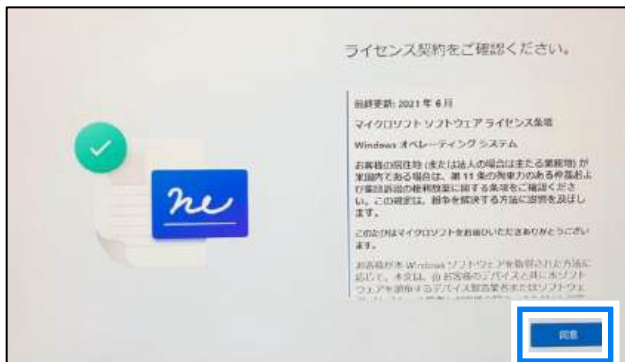 ライセンス契約をご確認ください。
最終更新: 2021 年 6 月
マイクロソフト ソフトウェア ライセンス条項
Windows オペレーティング システム
お客様の居住地 (または法人の場合は主たる業務地) が
米国内である場合は、第 11 条の拘束力のある仲裁およ
び集団訴訟の権利放棄に関する条項をご確認くださ
い。この規定は、紛争を解決する方法に影響を及ぼし
ます。
このたびはマイクロソフトをお選びいただきありがとうござい
ます。
お客様が本 Windows ソフトウェアを取得された方法に
応じて、本文は、(i) お客様のデバイスと共に本ソフト
ウェアを頒布するデバイス製造業者またはソフトウェ
同意